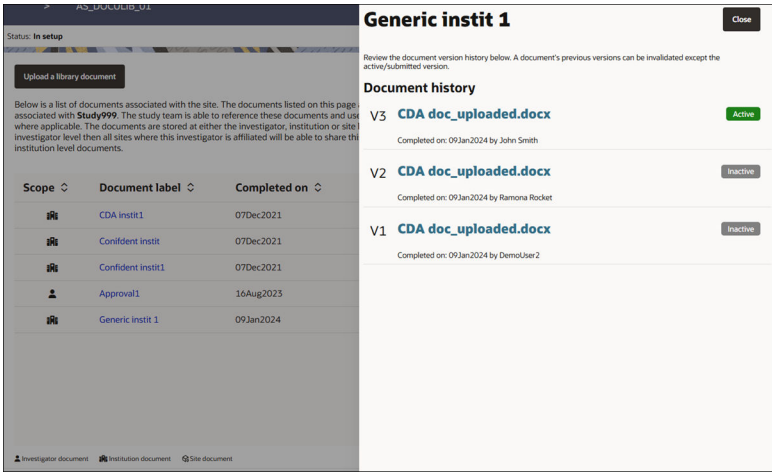 > AS_DOCOLIB_01
Status: In setup
Upload a library document
Below is a list of documents associated with the site. The documents listed on this page
associated with Study999. The study team is able to reference these documents and use
where applicable. The documents are stored at either the investigator, institution or site
investigator level then all sites where this investigator is affiliated will be able to share
institution level documents.
Scope Document label Completed on
CDA instit1 07Dec2021
Conifdent instit 07Dec2021
Confident instit1 07Dec2021
Approval1 16Aug2023
Generic instit 1 09Jan2024
Investigator document Institution document Site document
Generic instit 1
Close
Review the document version history below. A document's previous versions can be invalidated except the
active/submitted version.
Document history
V3 CDA doc_uploaded.docx Active
Completed on: 09Jan2024 by John Smith
V2 CDA doc_uploaded.docx Inactive
Completed on: 09Jan2024 by Ramona Rocket
V1 CDA doc_uploaded.docx Inactive
Completed on: 09Jan2024 by DemoUser2